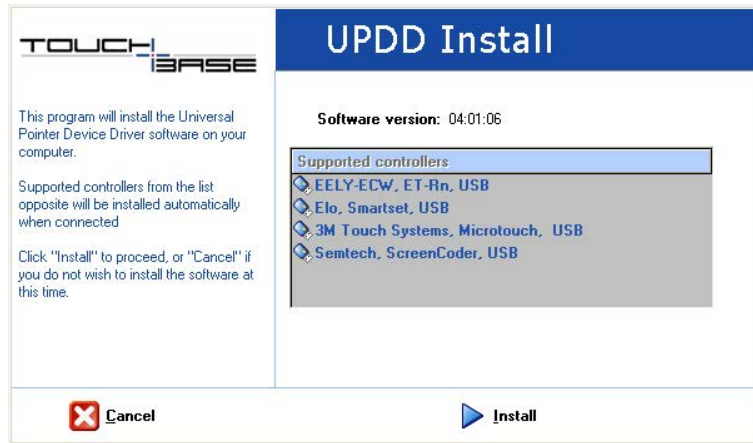 TOUCH
BASE
UPDD Install
This program will install the Universal
Pointer Device Driver software on your
computer.
Supported controllers from the list
opposite will be installed automatically
when connected
Click "Install" to proceed, or "Cancel" if
you do not wish to install the software at
this time.
Software version: 04:01:06
Supported controllers
EELY-ECW, ET-Rn, USB
Elo, Smartset, USB
3M Touch Systems, Microtouch, USB
Semtech, ScreenCoder, USB
Cancel
Install